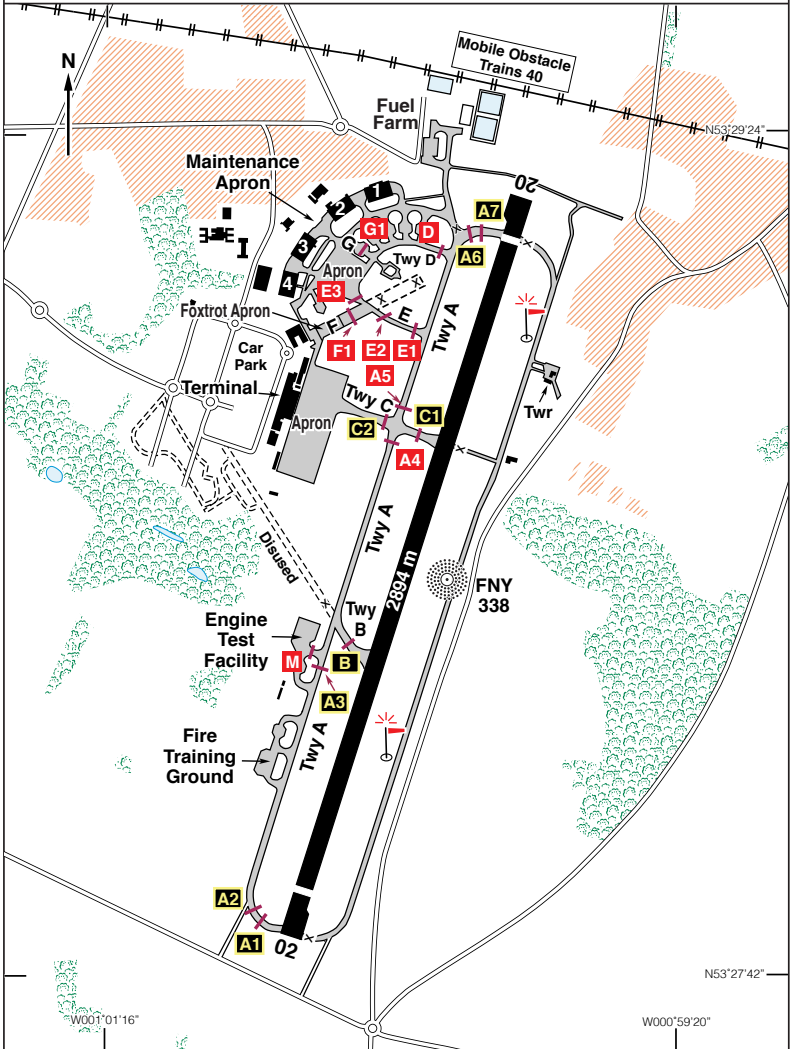 Mobile Obstacle
Trains 40
N
Fuel
Farm
N53°29'24"
Maintenance
Apron
20
1
2
A7
G1
D
3
G
A6
Twy D
Apron
4
E3
Foxtrot Apron
F
E
Twy A
F1
E2
E1
Car
Park
A5
Terminal
Twy C
C1
Twr
Apron
C2
A4
Twy A
Disused
2894 m
FNY
338
Engine
Test
Facility
Twy
B
M
B
A3
Fire
Training
Ground
Twy A
A2
A1
02
N53°27'42"
W001°01'16"
W000°59'20"